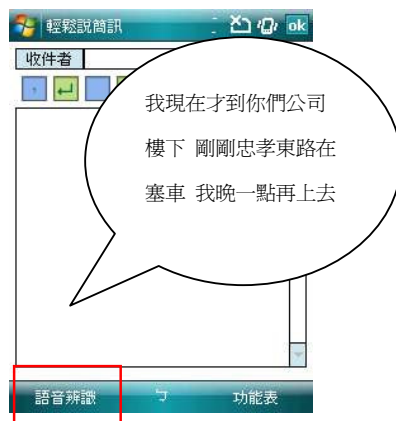 輕鬆說簡訊
ok
收件者
我現在才到你們公司
樓下 剛剛忠孝東路在
塞車 我晚一點再上去
語音辨識 ㄅ 功能表